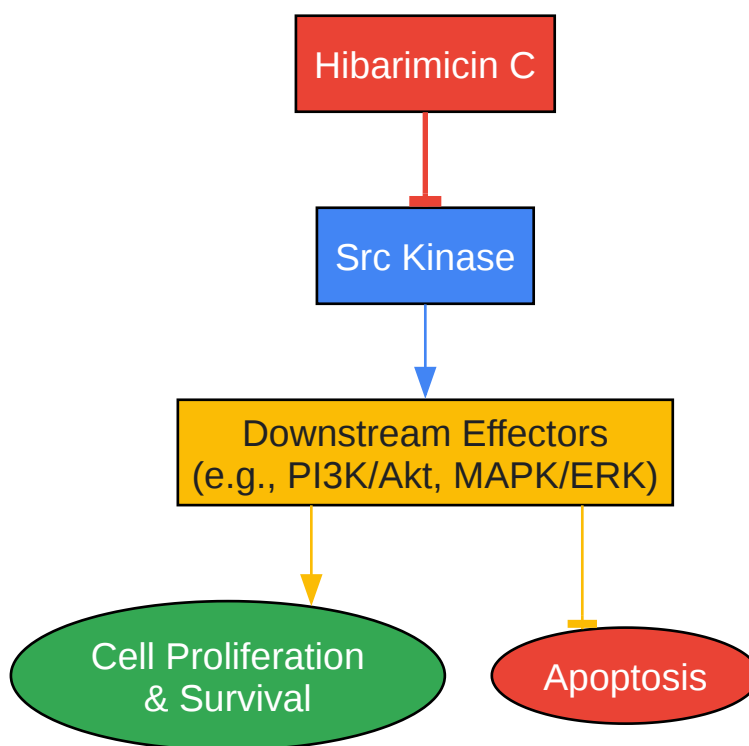 Hibarimicin C
Src Kinase
Downstream Effectors
(e.g., PI3K/Akt, MAPK/ERK)
Cell Proliferation
& Survival
Apoptosis